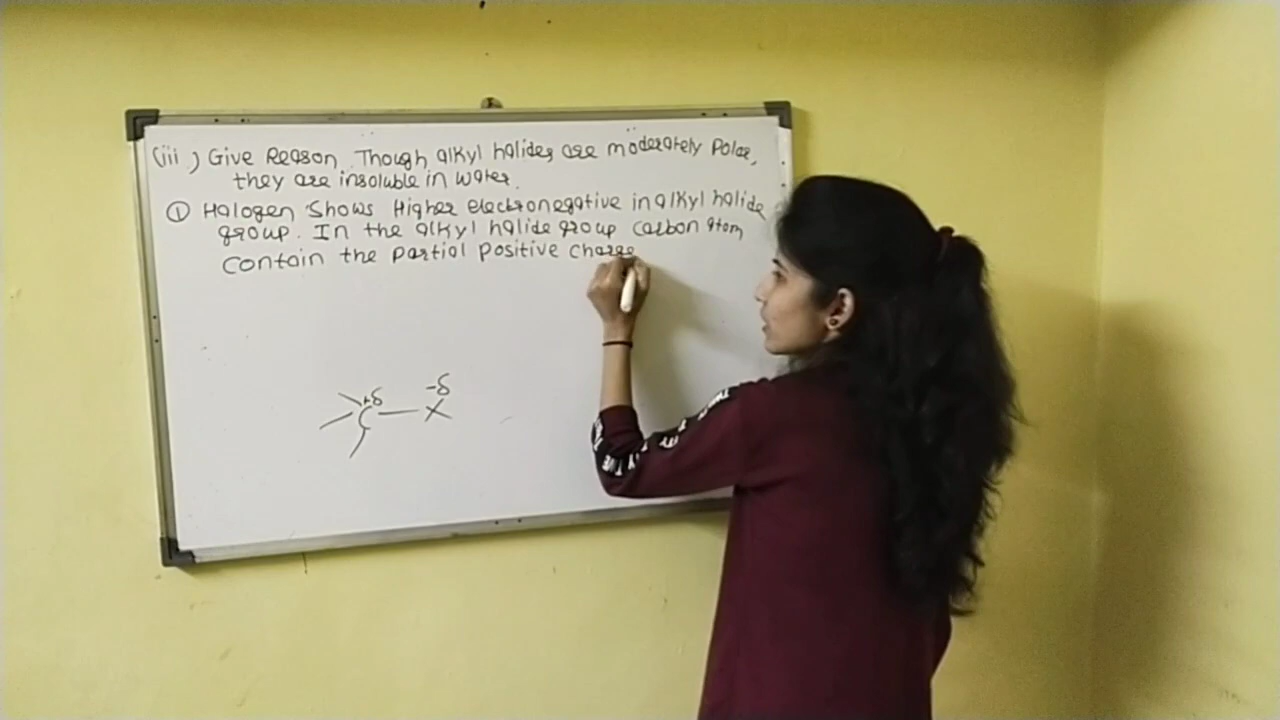 (iii) Give Reason. Though alkyl halides are moderately Polar,
they are insoluble in water.
① Halogen shows Higher electronegative in alkyl halide
group. In the alkyl halide group carbon atom
contain the partial positive charge
+δ -δ
C — X